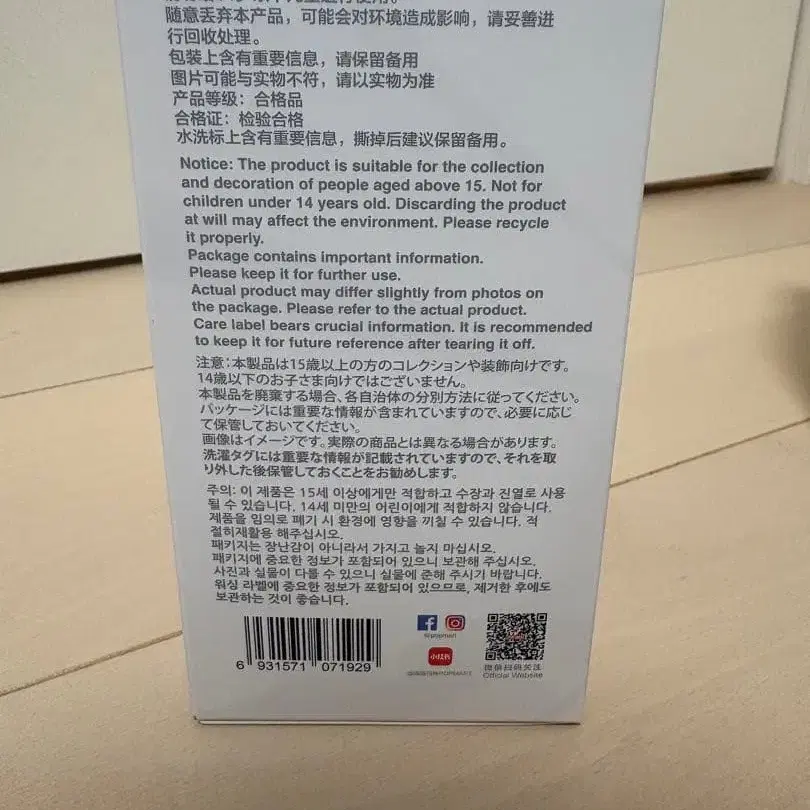 随意丢弃本产品，可能会对环境造成影响，请妥善进
行回收处理。
包装上含有重要信息，请保留备用
图片可能与实物不符，请以实物为准
产品等级：合格品
合格证：检验合格
水洗标上含有重要信息，撕掉后建议保留备用。
Notice: The product is suitable for the collection
and decoration of people aged above 15. Not for
children under 14 years old. Discarding the product
at will may affect the environment. Please recycle
it properly.
Package contains important information.
Please keep it for further use.
Actual product may differ slightly from photos on
the package. Please refer to the actual product.
Care label bears crucial information. It is recommended
to keep it for future reference after tearing it off.
注意：本製品は15歳以上の方のコレクションや装飾向けです。
14歳以下のお子さま向けではございません。
本製品を廃棄する場合、各自治体の分別方法に従ってください。
パッケージには重要な情報が含まれていますので、必要に応じ
て保管しておいてください。
画像はイメージです。実際の商品とは異なる場合があります。
洗濯タグには重要な情報が記載されていますので、それを取
り外した後保管しておくことをお勧めします。
주의: 이 제품은 15세 이상에게만 적합하고 수장과 진열로 사용
될 수 있습니다. 14세 미만의 어린이에게 적합하지 않습니다.
제품을 임의로 폐기 시 환경에 영향을 끼칠 수 있습니다. 적
절히재활용 해주십시오.
패키지는 장난감이 아니라서 가지고 놀지 마십시오.
패키지에 중요한 정보가 포함되어 있으니 보관해 주십시오.
사진과 실물이 다를 수 있으니 실물에 준해 주시기 바랍니다.
워싱 라벨에 중요한 정보가 포함되어 있으므로, 제거한 후에도
보관하는 것이 좋습니다.
6 931571 071929
@popmart
小红书
微信扫码关注
Official Website